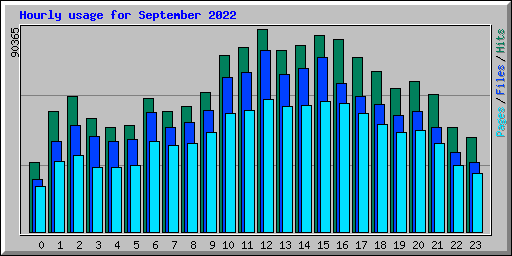 Hourly usage for September 2022
90365
Pages/Files/Hits
0 1 2 3 4 5 6 7 8 9 10 11 12 13 14 15 16 17 18 19 20 21 22 23